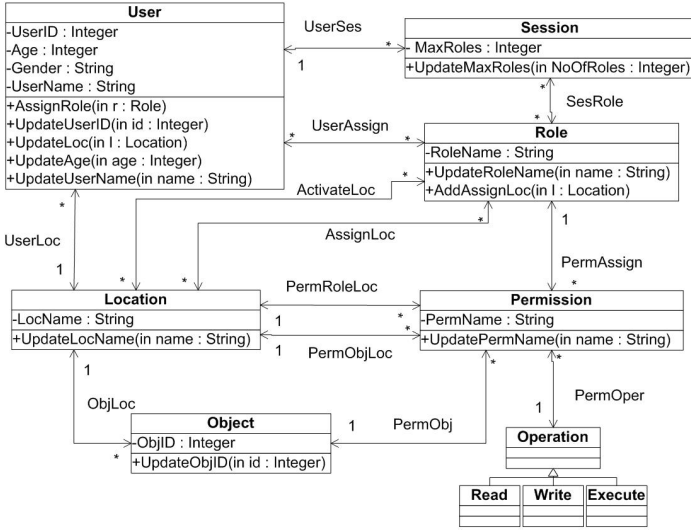 User
-UserID : Integer
-Age : Integer
-Gender : String
-UserName : String
+AssignRole(in r : Role)
+UpdateUserID(in id : Integer)
+UpdateLoc(in l : Location)
+UpdateAge(in age : Integer)
+UpdateUserName(in name : String)
UserSes
1
*
Session
- MaxRoles : Integer
+UpdateMaxRoles(in NoOfRoles : Integer)
*
SesRole
*
UserAssign
*
*
Role
-RoleName : String
+UpdateRoleName(in name : String)
+AddAssignLoc(in l : Location)
ActivateLoc
*
*
AssignLoc
*
*
*
UserLoc
1
1
PermAssign
*
Location
-LocName : String
+UpdateLocName(in name : String)
PermRoleLoc
1
*
*
1
PermObjLoc
Permission
-PermName : String
+UpdatePermName(in name : String)
1
ObjLoc
*
Object
-ObjID : Integer
+UpdateObjID(in id : Integer)
1
PermObj
*
*
PermOper
1
Operation
Read
Write
Execute